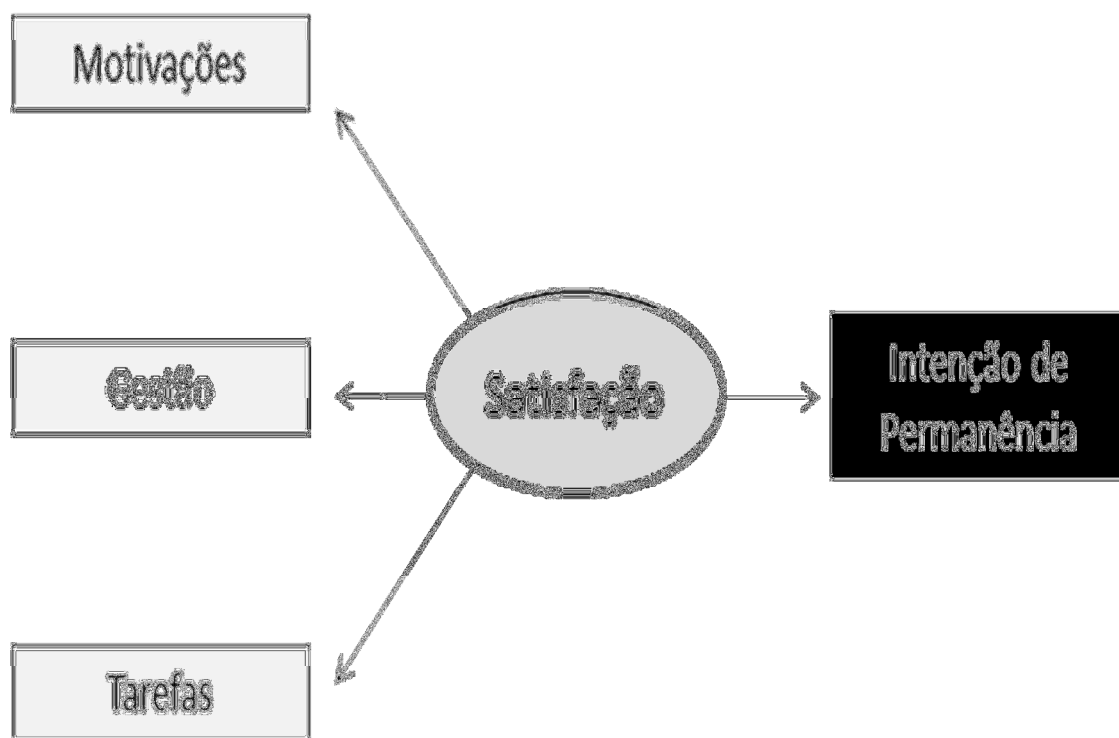 Motivações
Gestão
Satisfação
Intenção de
Permanência
Tarefas